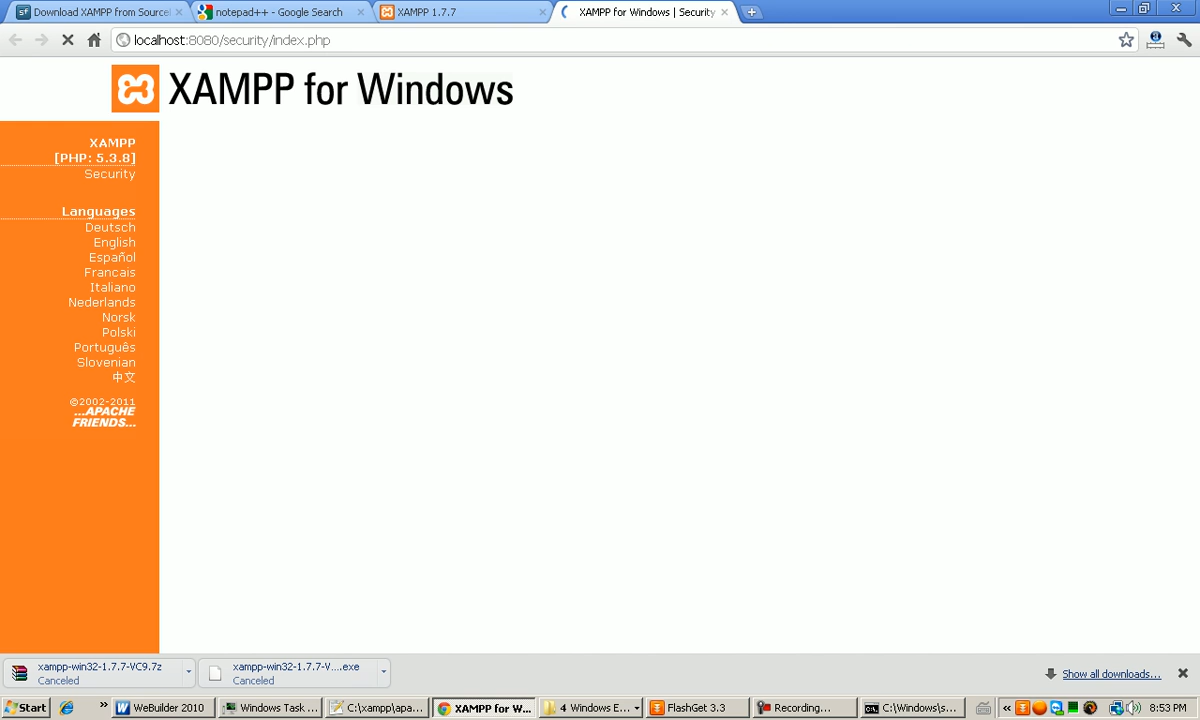 Download XAMPP from Sourcel
notepad++ - Google Search
XAMPP 1.7.7
XAMPP for Windows | Security
localhost:8080/security/index.php
XAMPP for Windows
XAMPP
[PHP: 5.3.8]
Security
Languages
Deutsch
English
Español
Francais
Italiano
Nederlands
Norsk
Polski
Português
Slovenian
中文
©2002-2011
...APACHE
FRIENDS...
xampp-win32-1.7.7-VC9.7z
Canceled
xampp-win32-1.7.7-V....exe
Canceled
Show all downloads...
Start
WeBuilder 2010
Windows Task ...
C:\xampp\apa...
XAMPP for W...
4 Windows E...
FlashGet 3.3
Recording...
C:\Windows\s...
8:53 PM